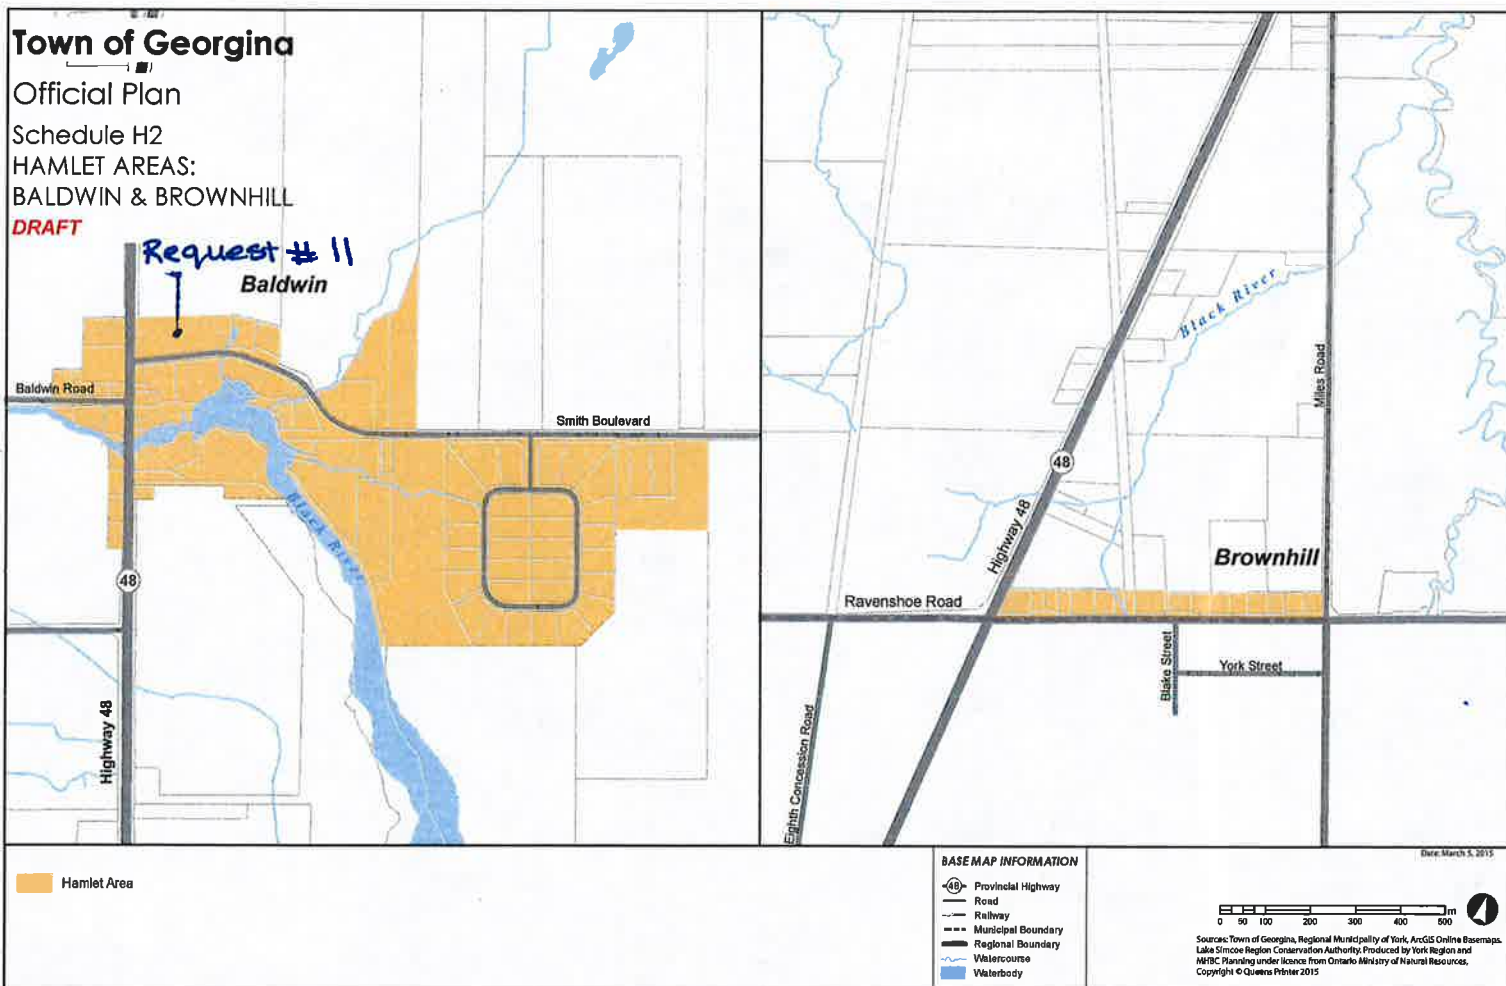 Town of Georgina
Official Plan
Schedule H2
HAMLET AREAS:
BALDWIN & BROWNHILL
DRAFT
Request # 11
Baldwin
Baldwin Road
Smith Boulevard
Black River
48
Highway 48
Black River
Miles Road
48
Highway 48
Brownhill
Ravenshoe Road
Blake Street
York Street
Eighth Concession Road
Date: March 5, 2015
Hamlet Area
BASE MAP INFORMATION
48 Provincial Highway
Road
Railway
Municipal Boundary
Regional Boundary
Watercourse
Waterbody
0 50 100 200 300 400 500 m
Sources: Town of Georgina, Regional Municipality of York, ArcGIS Online Basemaps.
Lake Simcoe Region Conservation Authority. Produced by York Region and
MHBC Planning under licence from Ontario Ministry of Natural Resources,
Copyright © Queens Printer 2015